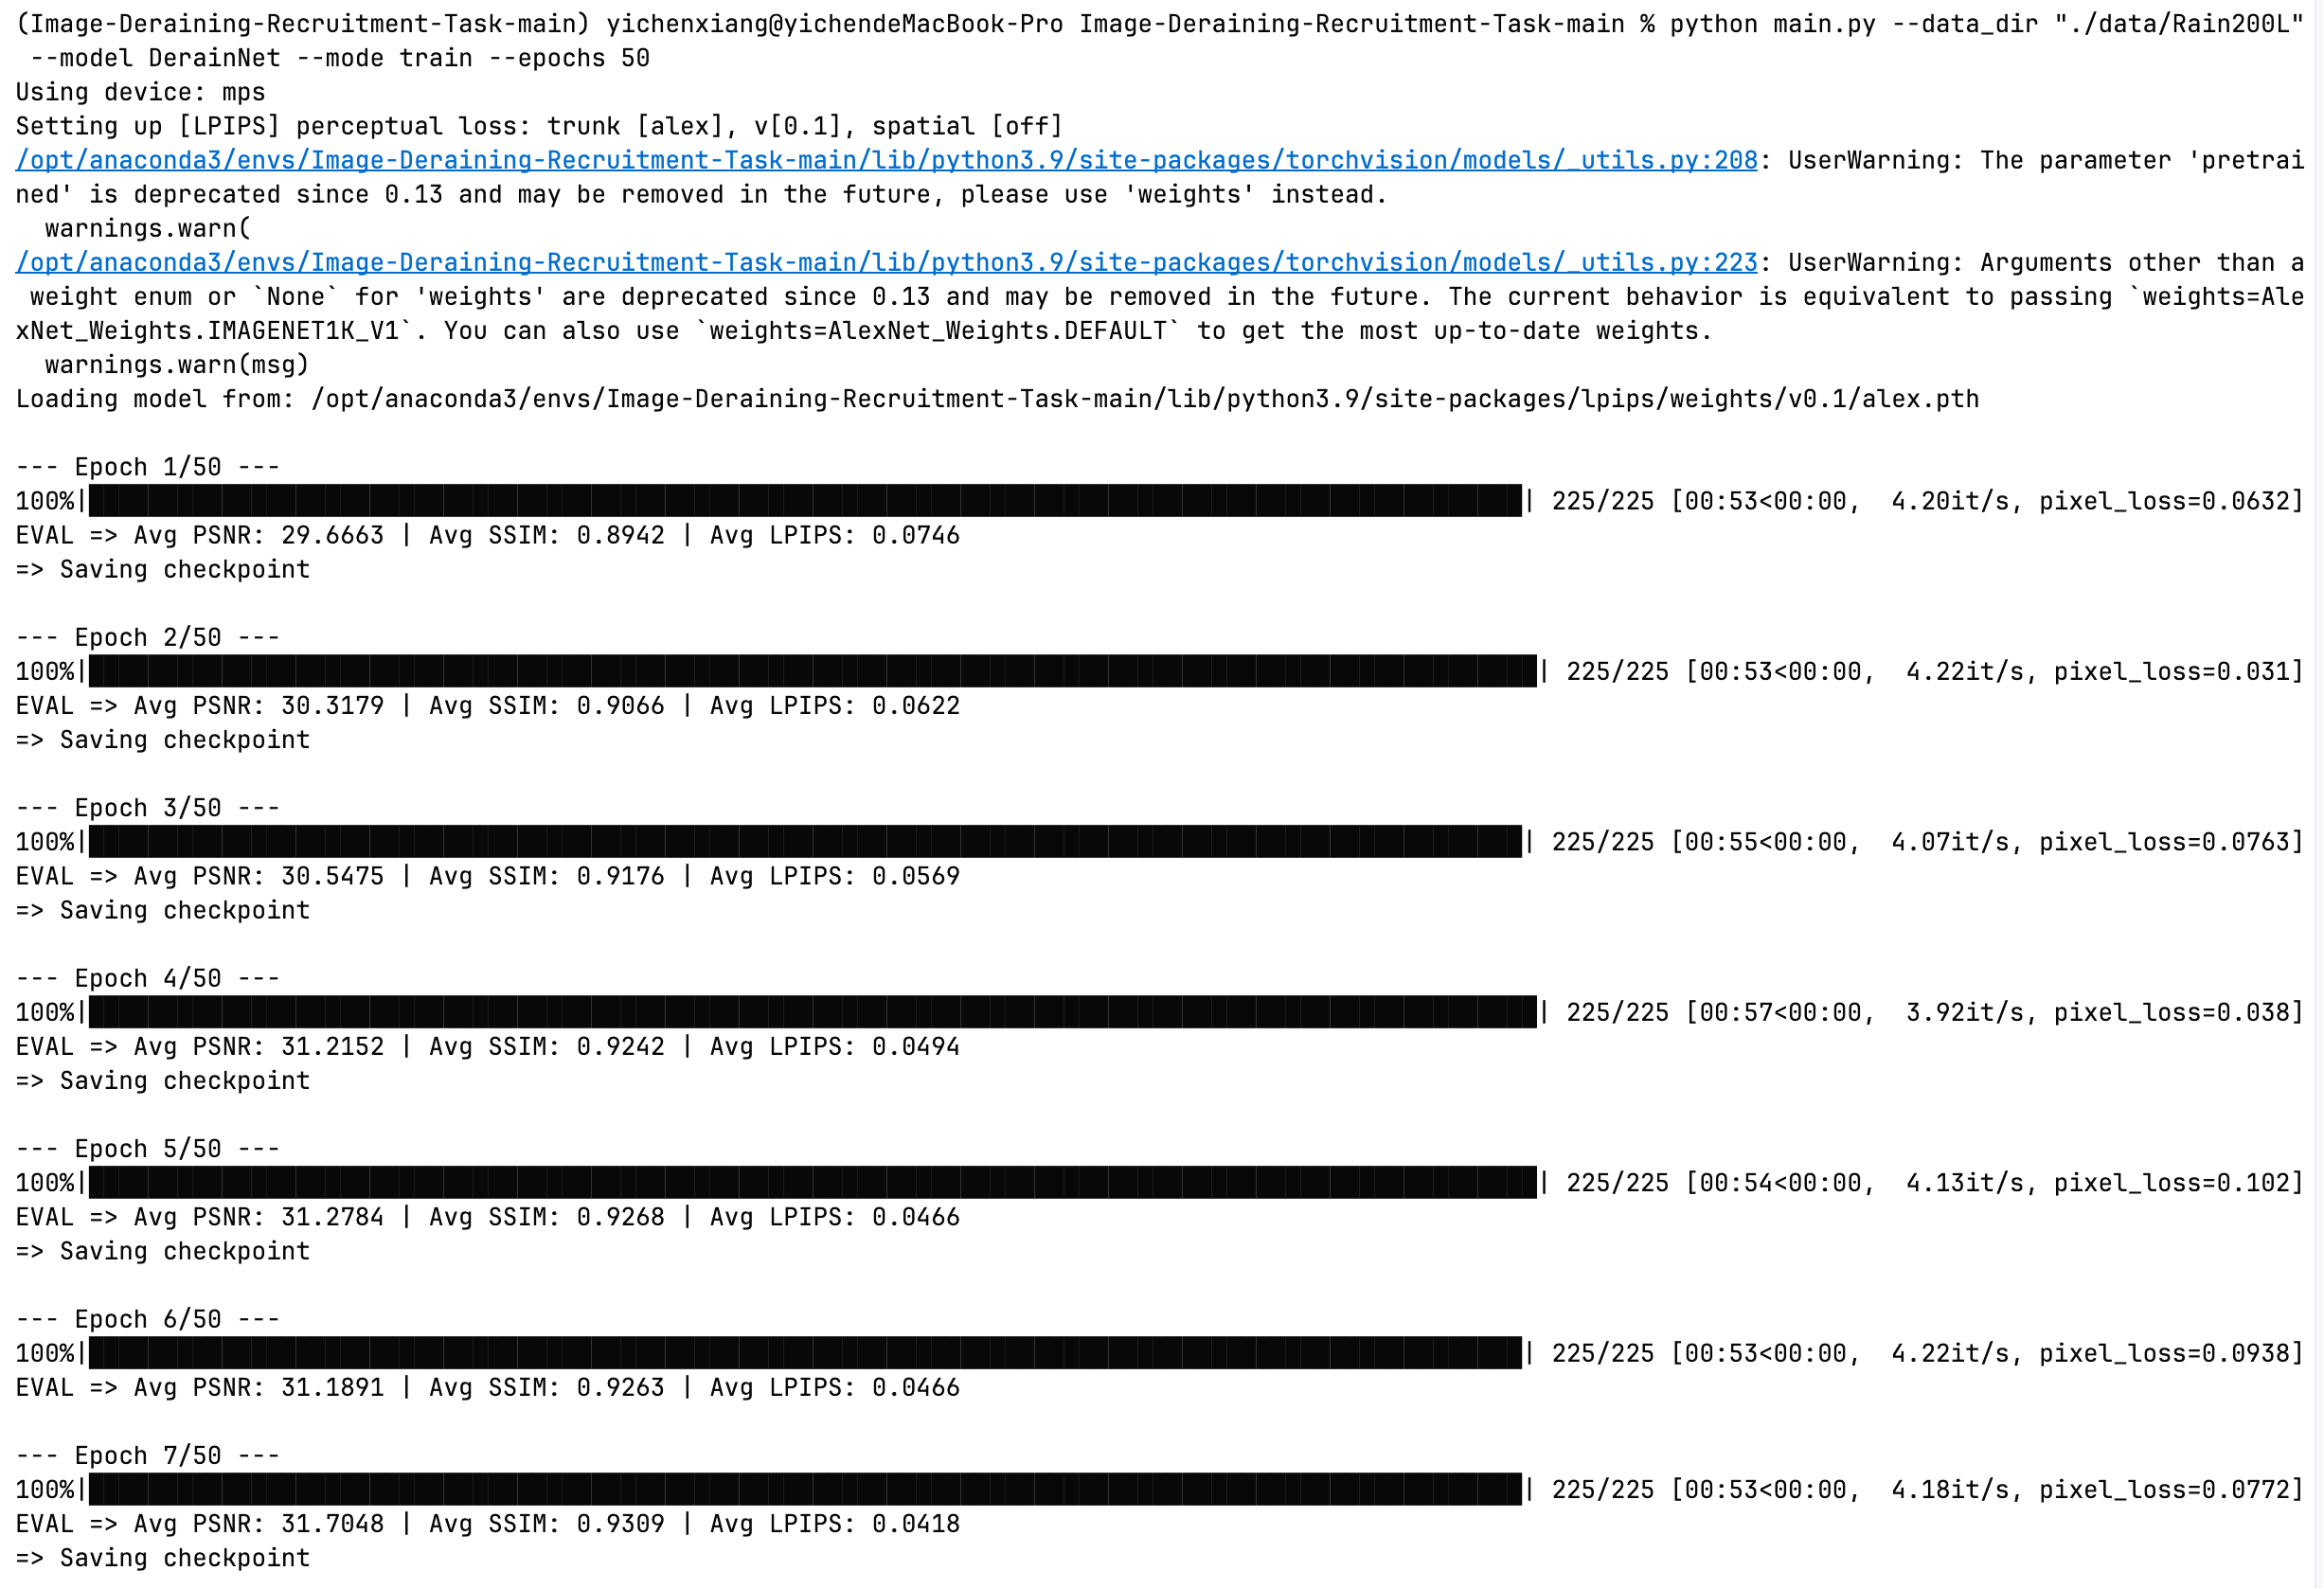 (Image-Deraining-Recruitment-Task-main) yichenxiang@yichendeMacBook-Pro Image-Deraining-Recruitment-Task-main % python main.py --data_dir "./data/Rain200L"
 --model DerainNet --mode train --epochs 50
Using device: mps
Setting up [LPIPS] perceptual loss: trunk [alex], v[0.1], spatial [off]
/opt/anaconda3/envs/Image-Deraining-Recruitment-Task-main/lib/python3.9/site-packages/torchvision/models/_utils.py:208: UserWarning: The parameter 'pretrai
ned' is deprecated since 0.13 and may be removed in the future, please use 'weights' instead.
  warnings.warn(
/opt/anaconda3/envs/Image-Deraining-Recruitment-Task-main/lib/python3.9/site-packages/torchvision/models/_utils.py:223: UserWarning: Arguments other than a
 weight enum or `None` for 'weights' are deprecated since 0.13 and may be removed in the future. The current behavior is equivalent to passing `weights=Ale
xNet_Weights.IMAGENET1K_V1`. You can also use `weights=AlexNet_Weights.DEFAULT` to get the most up-to-date weights.
  warnings.warn(msg)
Loading model from: /opt/anaconda3/envs/Image-Deraining-Recruitment-Task-main/lib/python3.9/site-packages/lpips/weights/v0.1/alex.pth
--- Epoch 1/50 ---
100%| | 225/225 [00:53<00:00,  4.20it/s, pixel_loss=0.0632]
EVAL => Avg PSNR: 29.6663 | Avg SSIM: 0.8942 | Avg LPIPS: 0.0746
=> Saving checkpoint
--- Epoch 2/50 ---
100%| | 225/225 [00:53<00:00,  4.22it/s, pixel_loss=0.031]
EVAL => Avg PSNR: 30.3179 | Avg SSIM: 0.9066 | Avg LPIPS: 0.0622
=> Saving checkpoint
--- Epoch 3/50 ---
100%| | 225/225 [00:55<00:00,  4.07it/s, pixel_loss=0.0763]
EVAL => Avg PSNR: 30.5475 | Avg SSIM: 0.9176 | Avg LPIPS: 0.0569
=> Saving checkpoint
--- Epoch 4/50 ---
100%| | 225/225 [00:57<00:00,  3.92it/s, pixel_loss=0.038]
EVAL => Avg PSNR: 31.2152 | Avg SSIM: 0.9242 | Avg LPIPS: 0.0494
=> Saving checkpoint
--- Epoch 5/50 ---
100%| | 225/225 [00:54<00:00,  4.13it/s, pixel_loss=0.102]
EVAL => Avg PSNR: 31.2784 | Avg SSIM: 0.9268 | Avg LPIPS: 0.0466
=> Saving checkpoint
--- Epoch 6/50 ---
100%| | 225/225 [00:53<00:00,  4.22it/s, pixel_loss=0.0938]
EVAL => Avg PSNR: 31.1891 | Avg SSIM: 0.9263 | Avg LPIPS: 0.0466
--- Epoch 7/50 ---
100%| | 225/225 [00:53<00:00,  4.18it/s, pixel_loss=0.0772]
EVAL => Avg PSNR: 31.7048 | Avg SSIM: 0.9309 | Avg LPIPS: 0.0418
=> Saving checkpoint